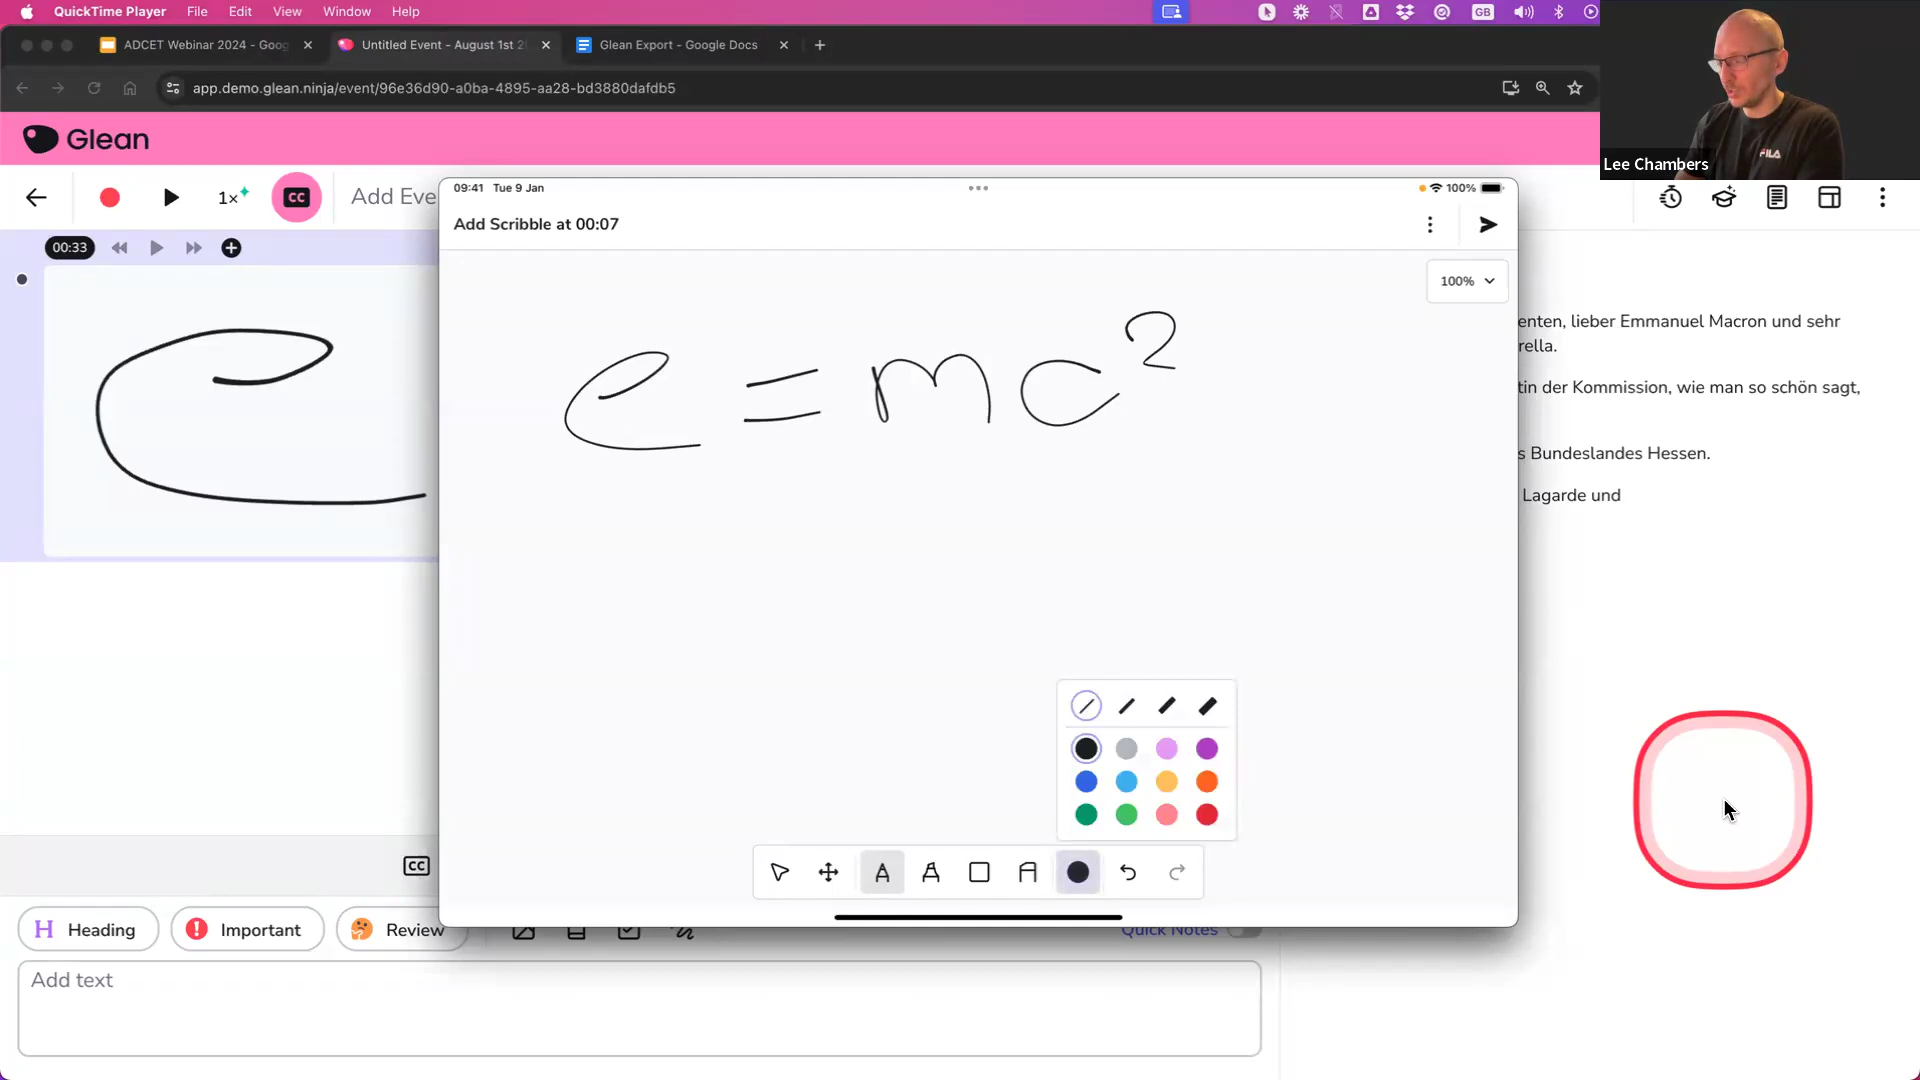 QuickTime Player File Edit View Window Help GB
ADCET Webinar 2024 - Goog Untitled Event - August 1st 2 Glean Export - Google Docs
app.demo.glean.ninja/event/96e36d90-a0ba-4895-aa28-bd3880dafdb5
FILA
Lee Chambers
Glean
1× CC Add Eve
09:41 Tue 9 Jan 100%
Add Scribble at 00:07
00:33
100%
e = mc²
e
enten, lieber Emmanuel Macron und sehr
rella.
tin der Kommission, wie man so schön sagt,
s Bundeslandes Hessen.
Lagarde und
CC
H Heading ! Important Review Quick Notes
Add text